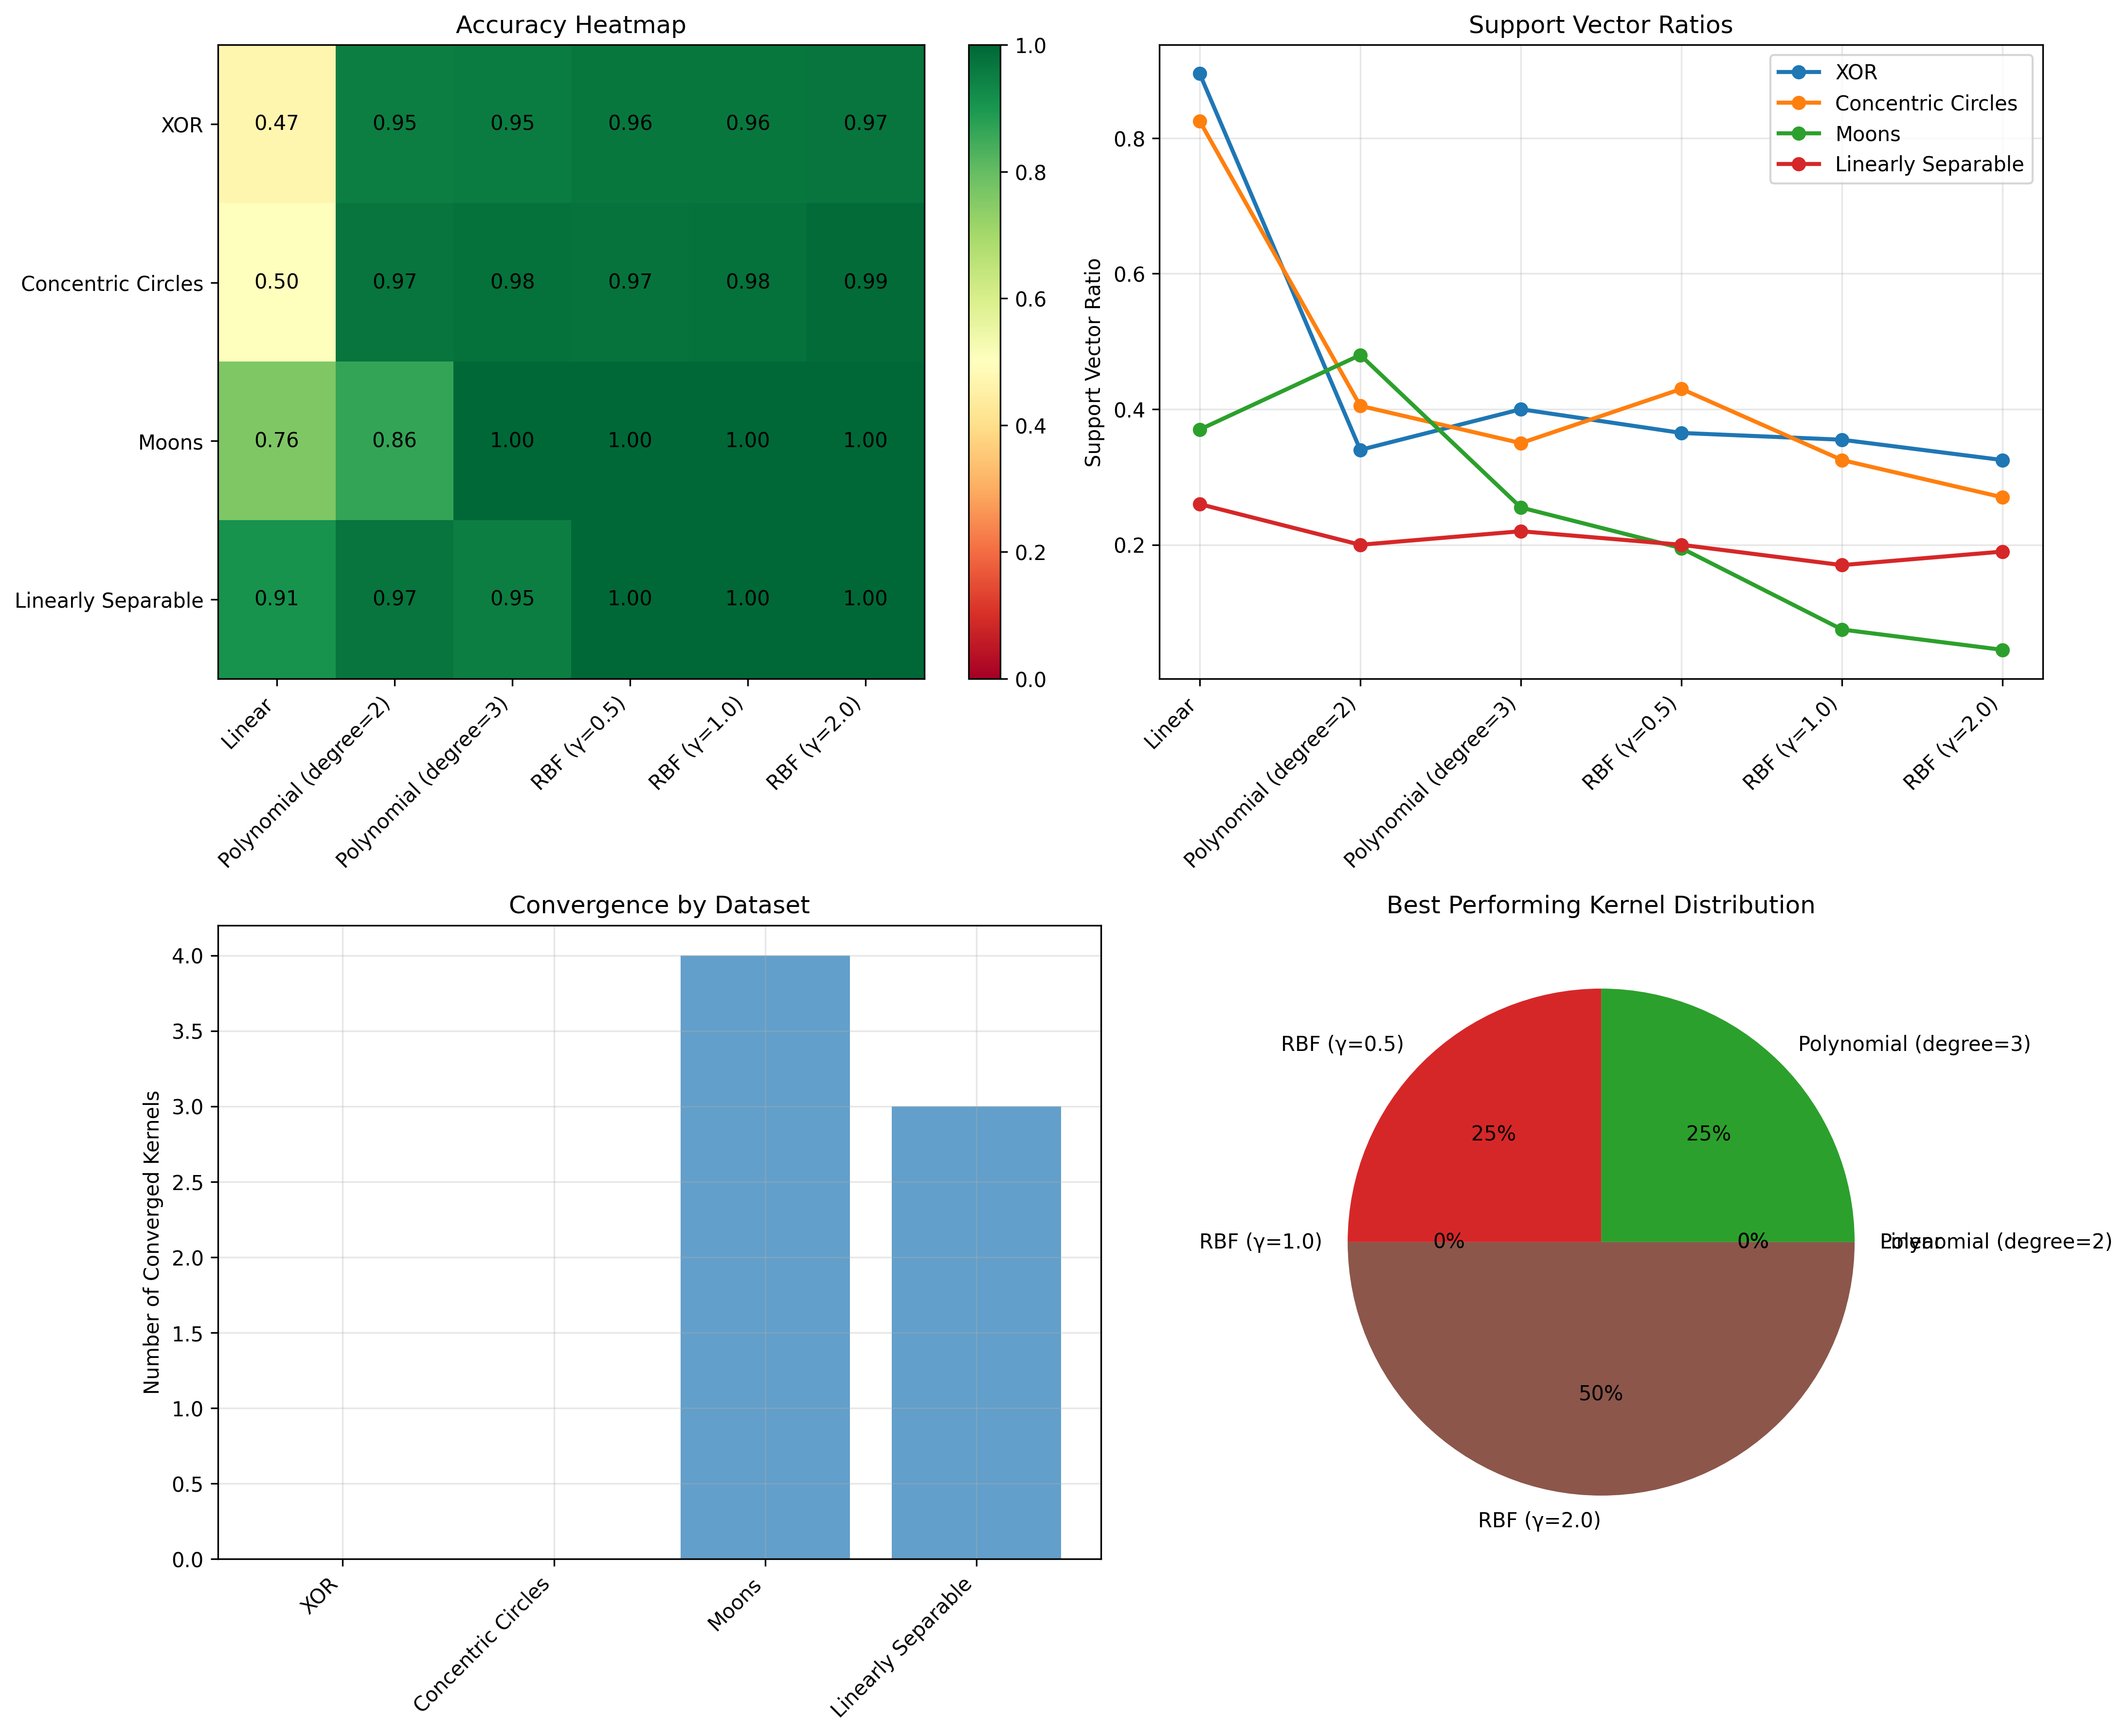 Accuracy Heatmap
XOR
Concentric Circles
Moons
Linearly Separable
0.47 0.95 0.95 0.96 0.96 0.97
0.50 0.97 0.98 0.97 0.98 0.99
0.76 0.86 1.00 1.00 1.00 1.00
0.91 0.97 0.95 1.00 1.00 1.00
Linear
Polynomial (degree=2)
Polynomial (degree=3)
RBF (γ=0.5)
RBF (γ=1.0)
RBF (γ=2.0)
1.0
0.8
0.6
0.4
0.2
0.0
Support Vector Ratios
Support Vector Ratio
0.8
0.6
0.4
0.2
XOR
Concentric Circles
Moons
Linearly Separable
Linear
Polynomial (degree=2)
Polynomial (degree=3)
RBF (γ=0.5)
RBF (γ=1.0)
RBF (γ=2.0)
Convergence by Dataset
Number of Converged Kernels
4.0
3.5
3.0
2.5
2.0
1.5
1.0
0.5
0.0
XOR
Concentric Circles
Moons
Linearly Separable
Best Performing Kernel Distribution
RBF (γ=0.5)
Polynomial (degree=3)
25%
25%
RBF (γ=1.0)
0%
0%
Linear
Polynomial (degree=2)
50%
RBF (γ=2.0)